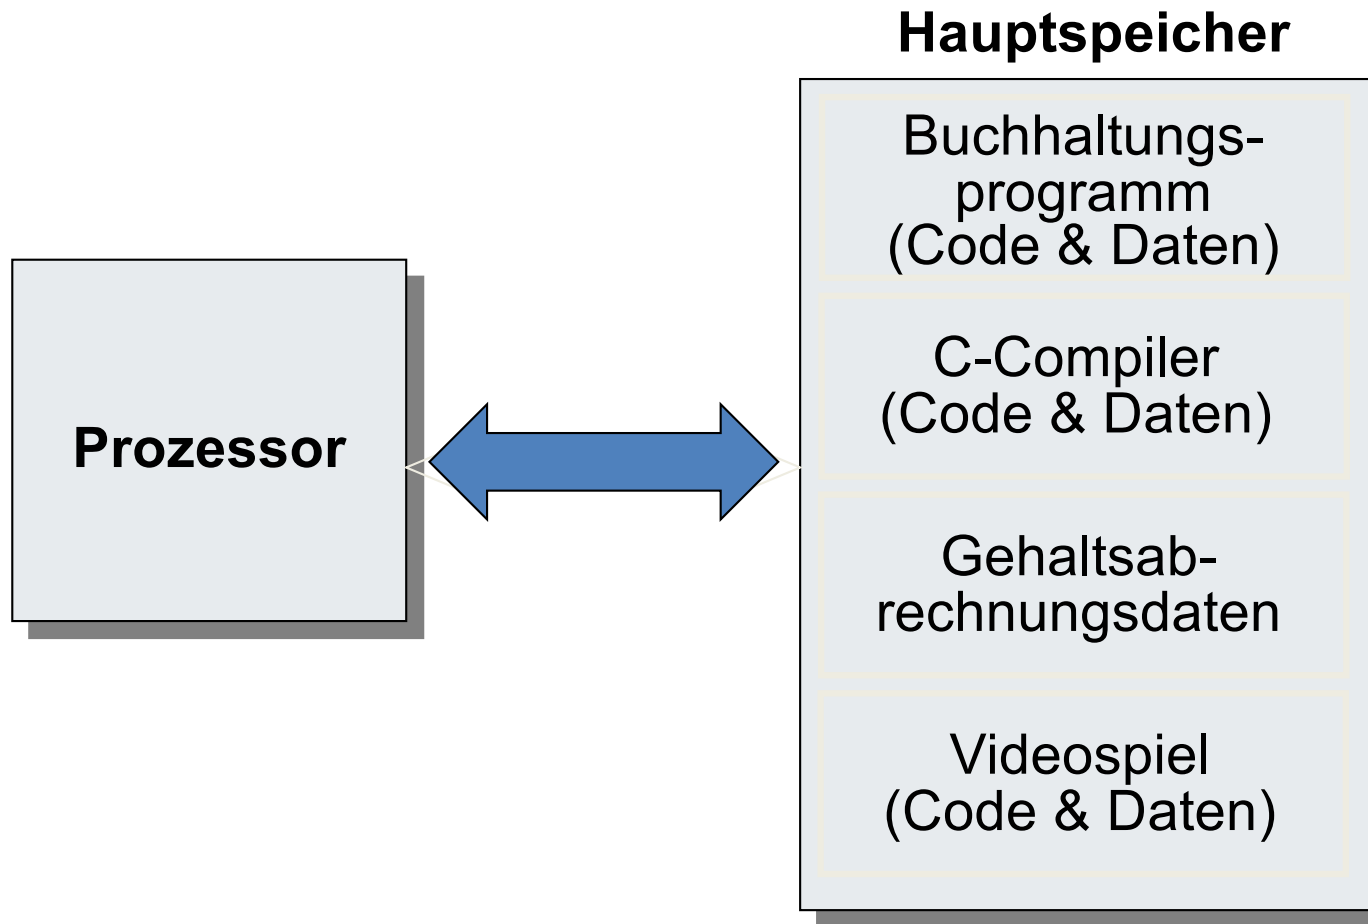 Hauptspeicher
Buchhaltungs-
programm
(Code & Daten)
C-Compiler
(Code & Daten)
Prozessor
Gehaltsab-
rechnungsdaten
Videospiel
(Code & Daten)